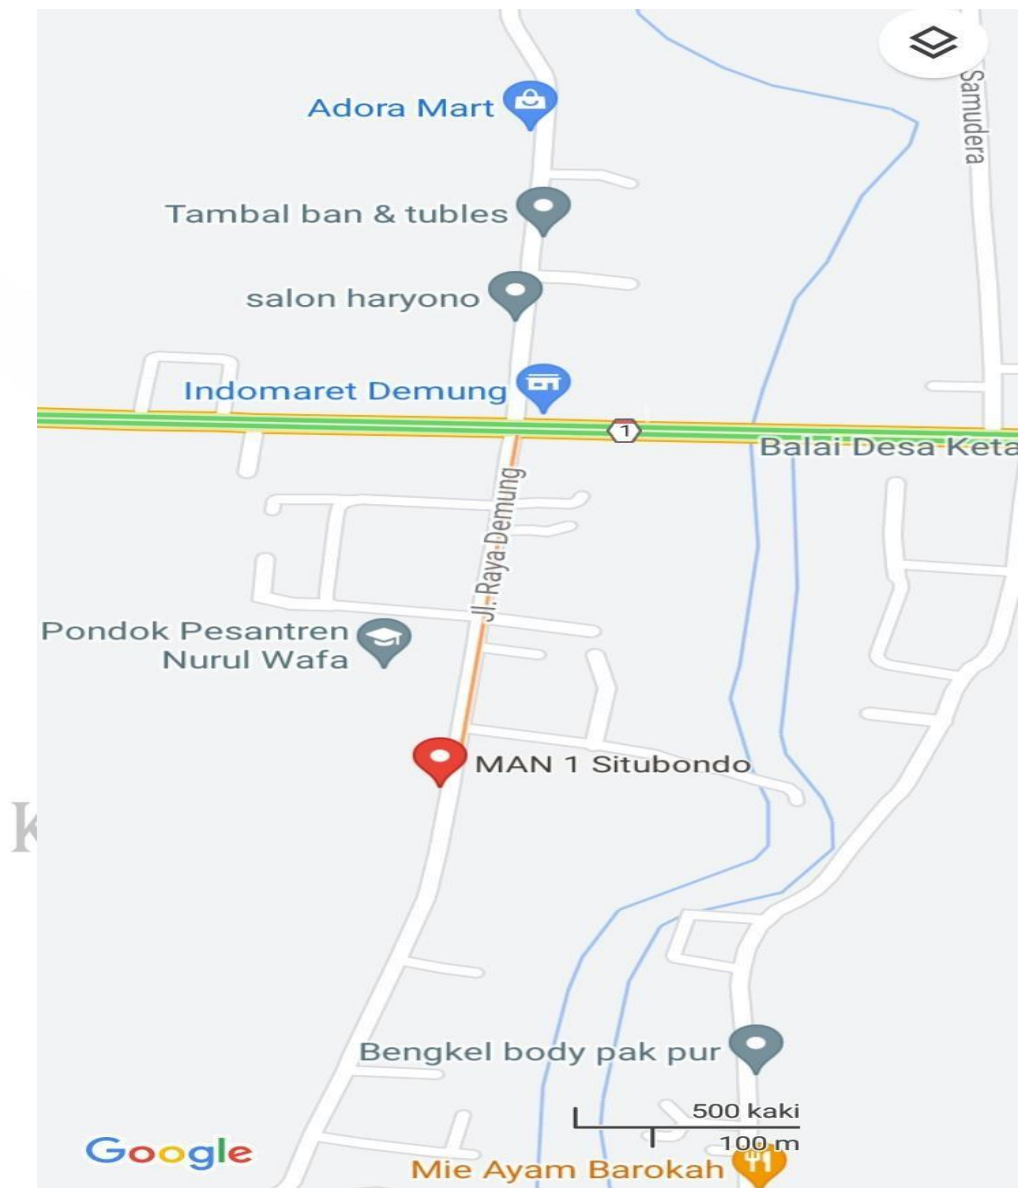 Samudera
Adora Mart
Tambal ban & tubles
salon haryono
Indomaret Demung
1
Balai Desa Keta
Jl. Raya Demung
Pondok Pesantren
Nurul Wafa
MAN 1 Situbondo
K
Bengkel body pak pur
500 kaki
100 m
Google
Mie Ayam Barokah